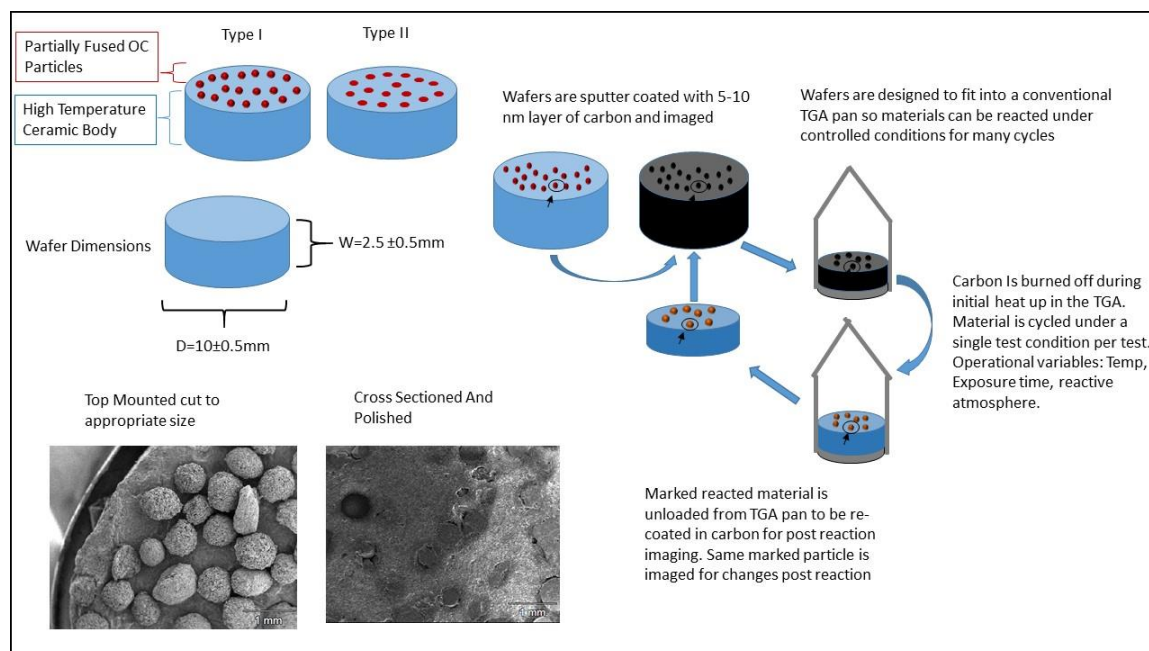 Type I
Type II
Partially Fused OC
Particles
High Temperature
Ceramic Body
Wafer Dimensions
W=2.5 ±0.5mm
D=10±0.5mm
Top Mounted cut to
appropriate size
1 mm
Cross Sectioned And
Polished
1 mm
Wafers are sputter coated with 5-10
nm layer of carbon and imaged
Wafers are designed to fit into a conventional
TGA pan so materials can be reacted under
controlled conditions for many cycles
Carbon Is burned off during
initial heat up in the TGA.
Material is cycled under a
single test condition per test.
Operational variables: Temp,
Exposure time, reactive
atmosphere.
Marked reacted material is
unloaded from TGA pan to be re-
coated in carbon for post reaction
imaging. Same marked particle is
imaged for changes post reaction